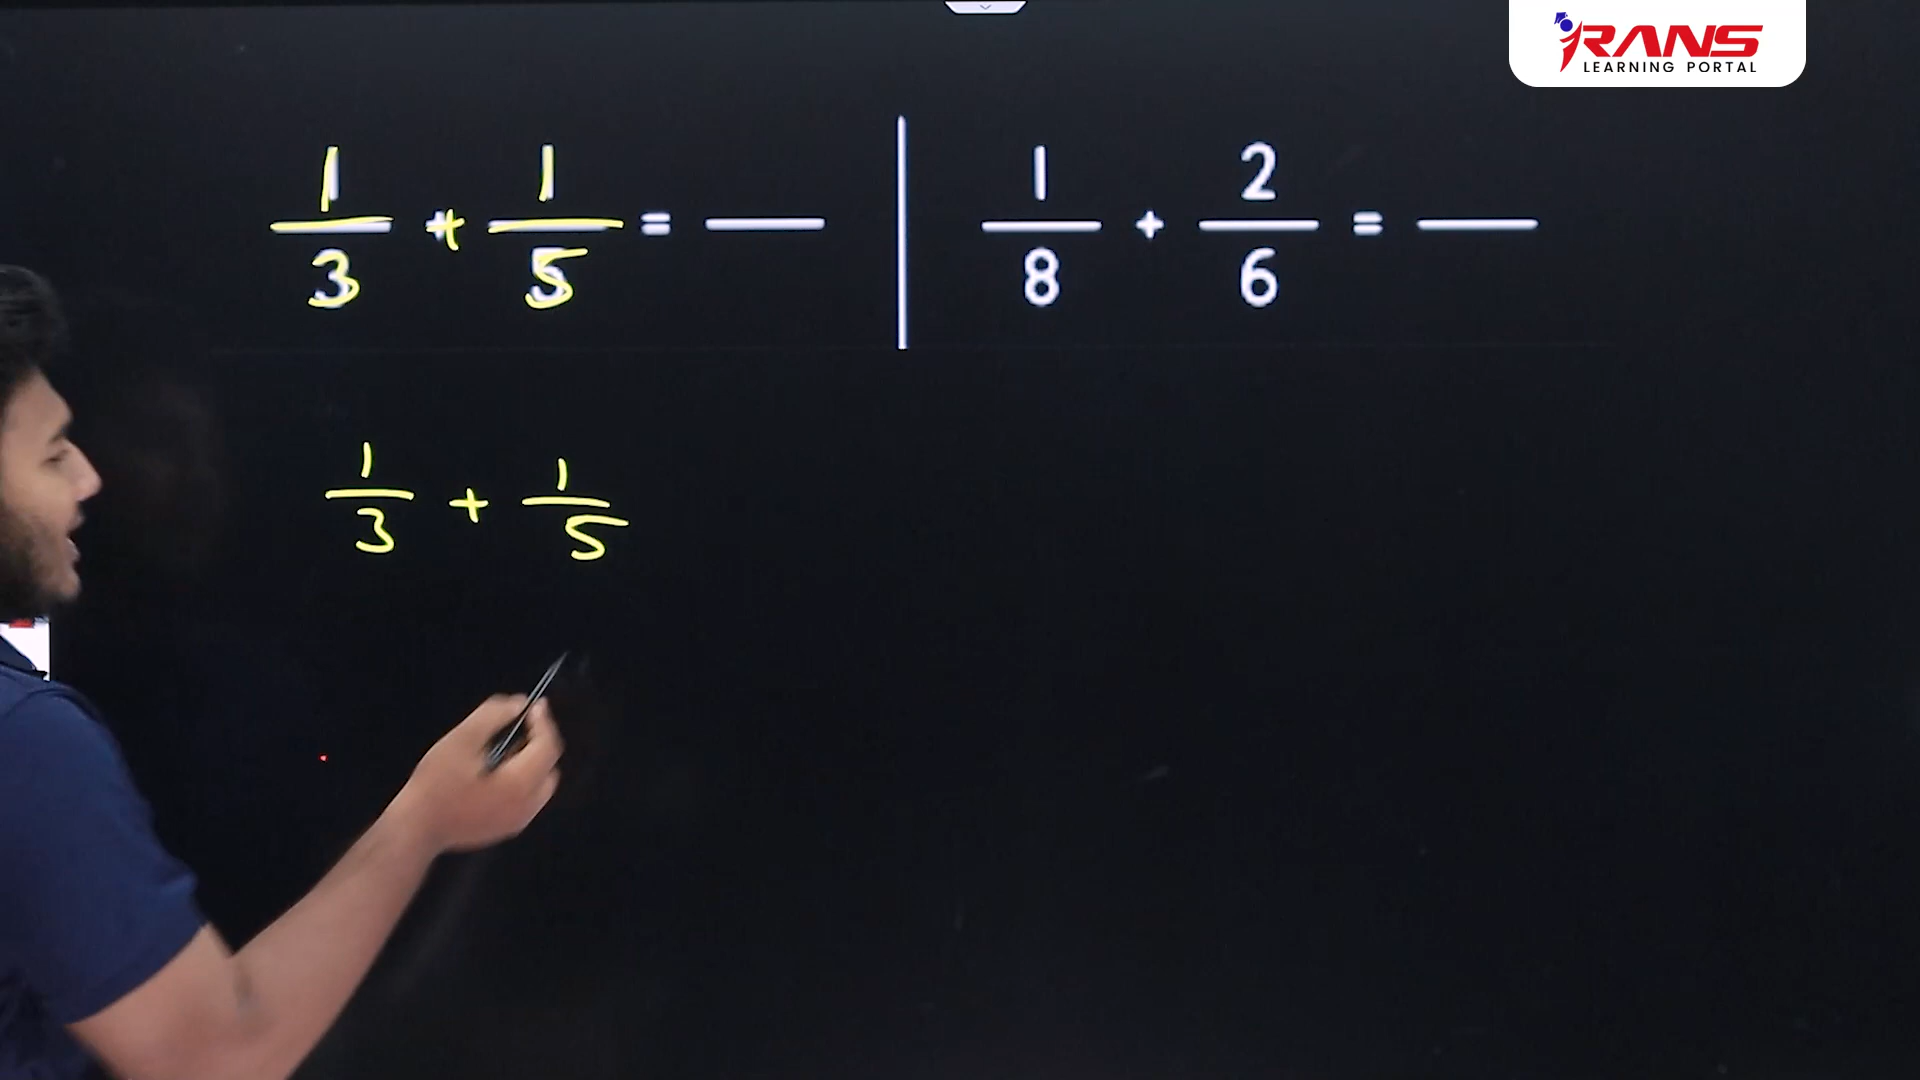 RANS
LEARNING PORTAL
1/3 + 1/5 = ___ | 1/8 + 2/6 = ___
1/3 + 1/5